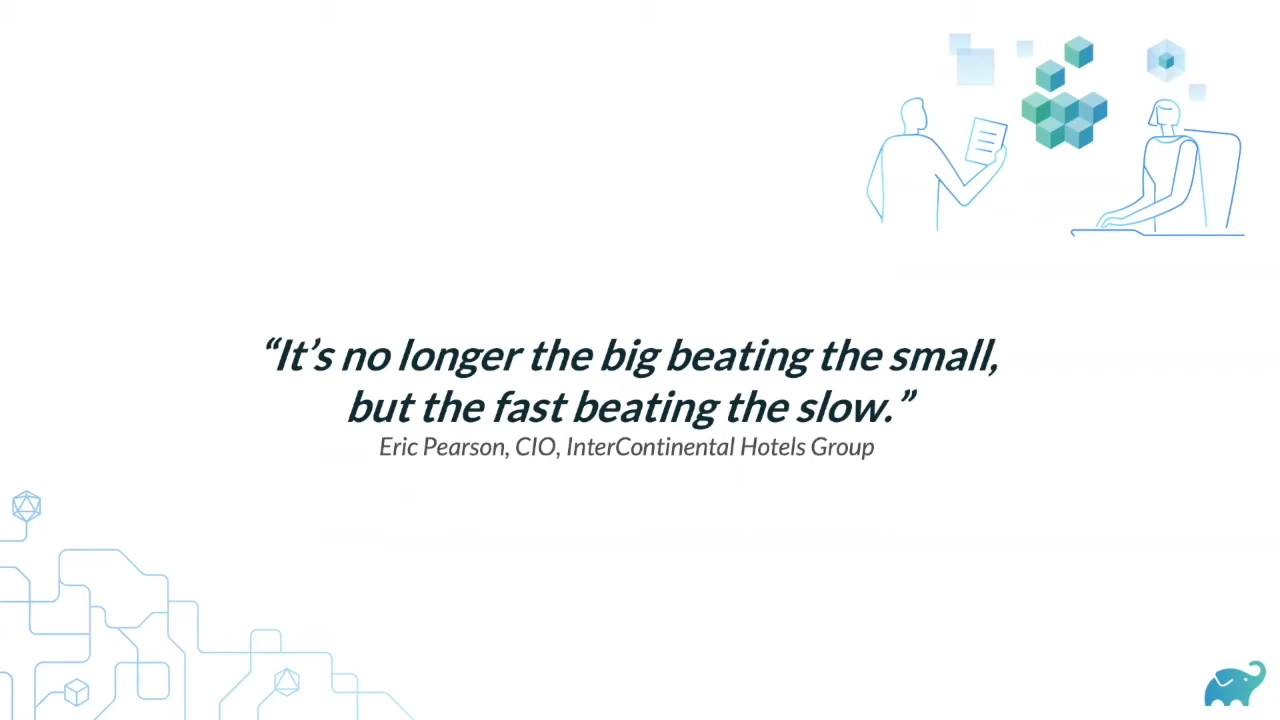 “It’s no longer the big beating the small,
but the fast beating the slow.”
Eric Pearson, CIO, InterContinental Hotels Group